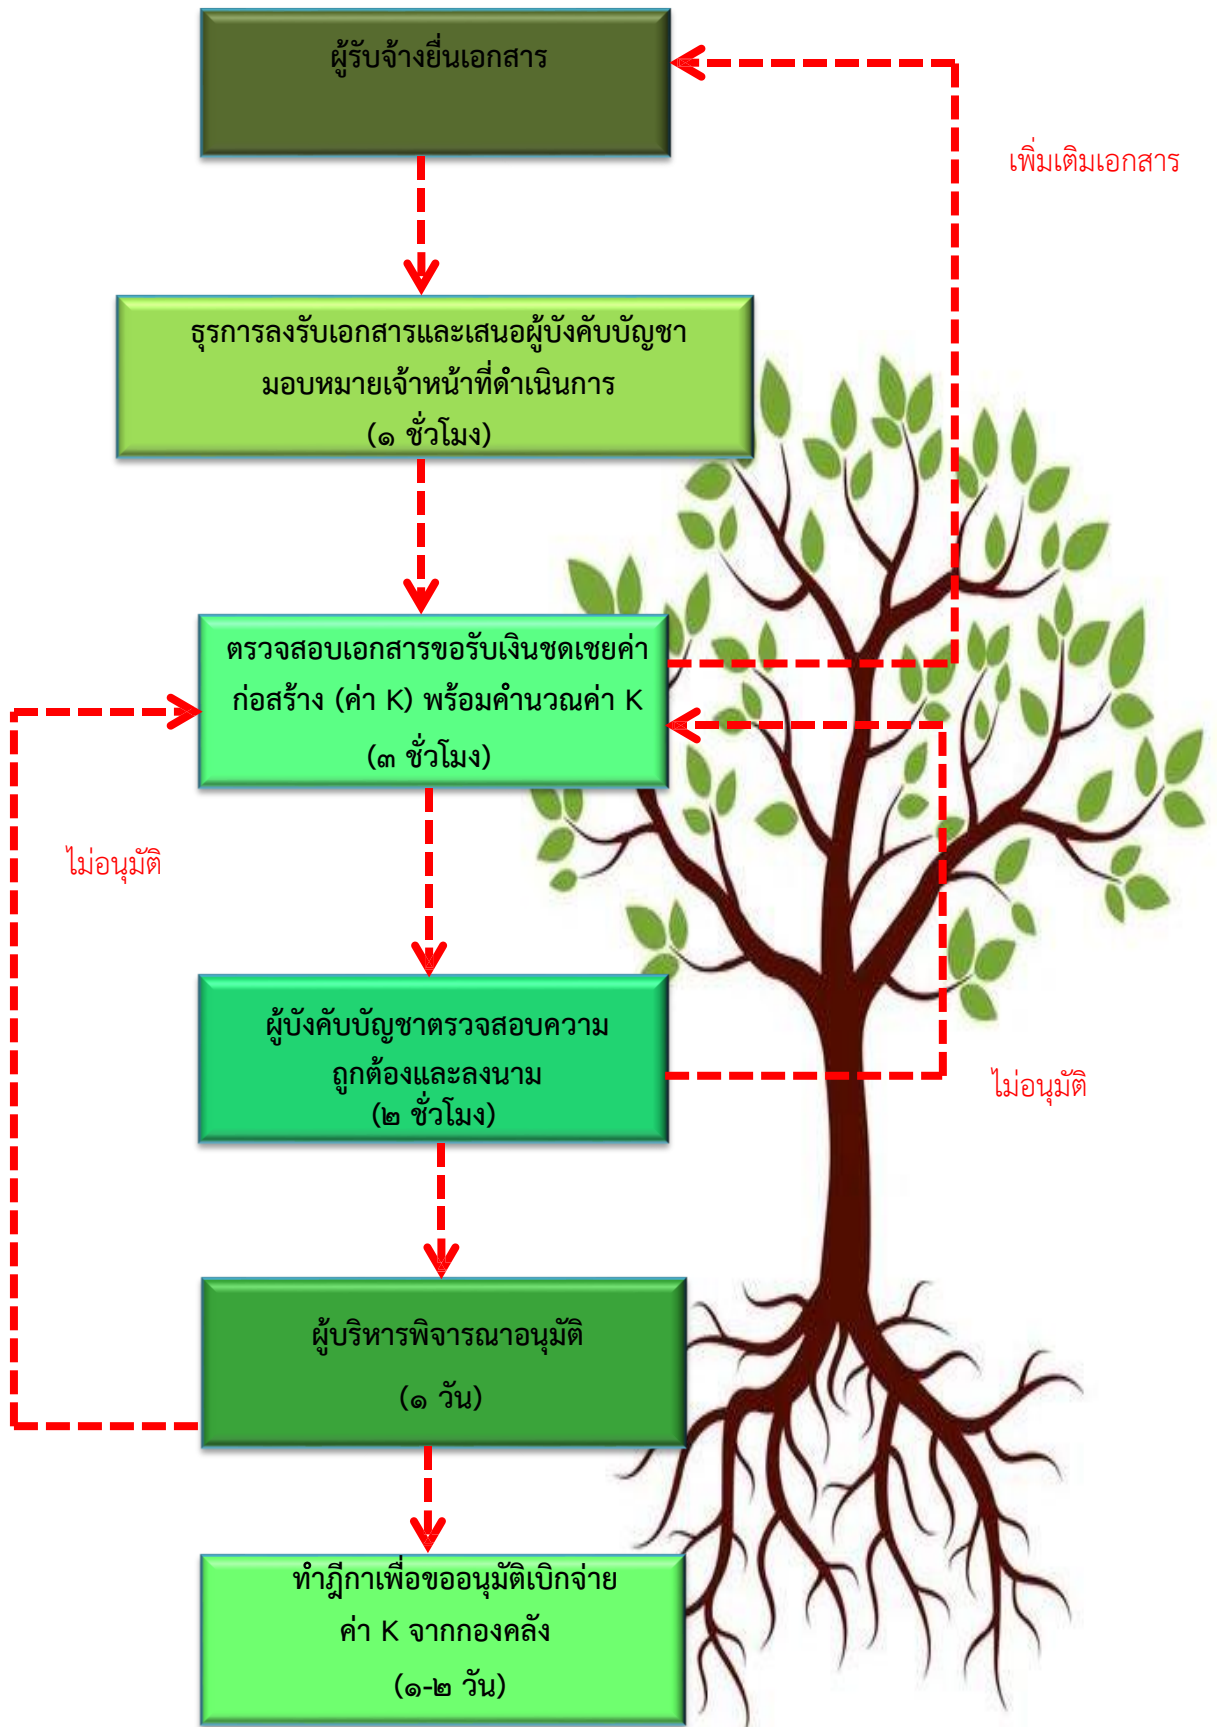 ผู้รับจ้างยื่นเอกสาร
เพิ่มเติมเอกสาร
ธุรการลงรับเอกสารและเสนอผู้บังคับบัญชา
มอบหมายเจ้าหน้าที่ดำเนินการ
(๑ ชั่วโมง)
ตรวจสอบเอกสารขอรับเงินชดเชยค่า
ก่อสร้าง (ค่า K) พร้อมคำนวณค่า K
(๓ ชั่วโมง)
ไม่อนุมัติ
ผู้บังคับบัญชาตรวจสอบความ
ถูกต้องและลงนาม
(๒ ชั่วโมง)
ไม่อนุมัติ
ผู้บริหารพิจารณาอนุมัติ
(๑ วัน)
ทำฎีกาเพื่อขออนุมัติเบิกจ่าย
ค่า K จากกองคลัง
(๑-๒ วัน)